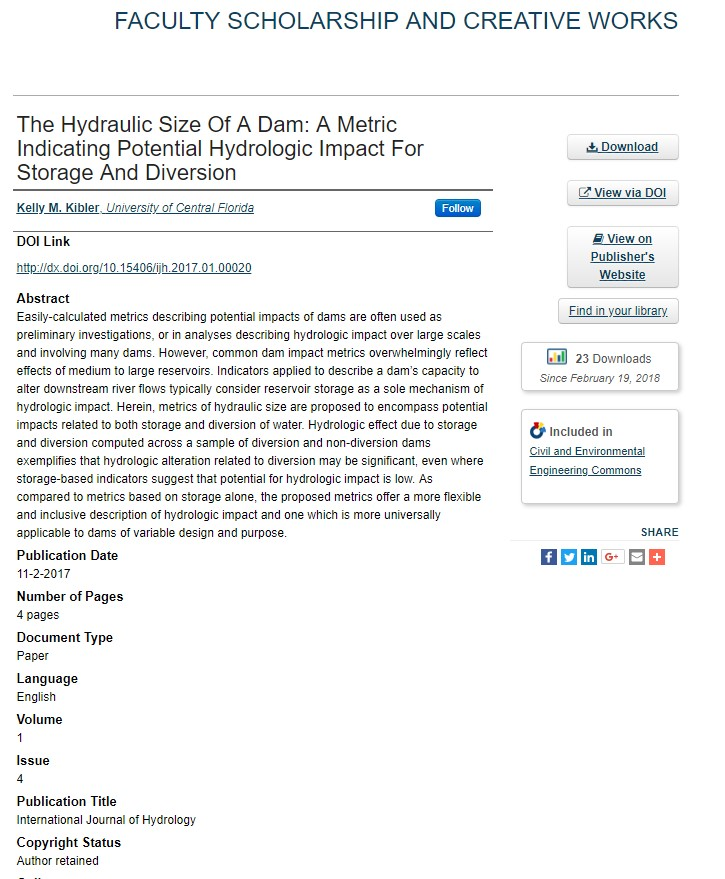 FACULTY SCHOLARSHIP AND CREATIVE WORKS
The Hydraulic Size Of A Dam: A Metric
Indicating Potential Hydrologic Impact For
Storage And Diversion
Kelly M. Kibler, University of Central Florida
Follow
DOI Link
http://dx.doi.org/10.15406/ijh.2017.01.00020
Abstract
Easily-calculated metrics describing potential impacts of dams are often used as
preliminary investigations, or in analyses describing hydrologic impact over large scales
and involving many dams. However, common dam impact metrics overwhelmingly reflect
effects of medium to large reservoirs. Indicators applied to describe a dam's capacity to
alter downstream river flows typically consider reservoir storage as a sole mechanism of
hydrologic impact. Herein, metrics of hydraulic size are proposed to encompass potential
impacts related to both storage and diversion of water. Hydrologic effect due to storage
and diversion computed across a sample of diversion and non-diversion dams
exemplifies that hydrologic alteration related to diversion may be significant, even where
storage-based indicators suggest that potential for hydrologic impact is low. As
compared to metrics based on storage alone, the proposed metrics offer a more flexible
and inclusive description of hydrologic impact and one which is more universally
applicable to dams of variable design and purpose.
Publication Date
11-2-2017
Number of Pages
4 pages
Document Type
Paper
Language
English
Volume
1
Issue
4
Publication Title
International Journal of Hydrology
Copyright Status
Author retained
Download
View via DOI
View on
Publisher's
Website
Find in your library
23 Downloads
Since February 19, 2018
Included in
Civil and Environmental
Engineering Commons
SHARE
G+